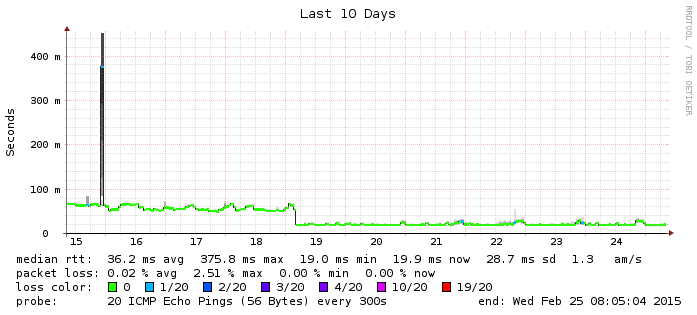 Last 10 Days
RRDTOOL / TOBI OETIKER
Seconds
400 m
300 m
200 m
100 m
0
15 16 17 18 19 20 21 22 23 24
median rtt: 36.2 ms avg 375.8 ms max 19.0 ms min 19.9 ms now 28.7 ms sd 1.3 am/s
packet loss: 0.02 % avg 2.51 % max 0.00 % min 0.00 % now
loss color: 0 1/20 2/20 3/20 4/20 10/20 19/20
probe: 20 ICMP Echo Pings (56 Bytes) every 300s end: Wed Feb 25 08:05:04 2015